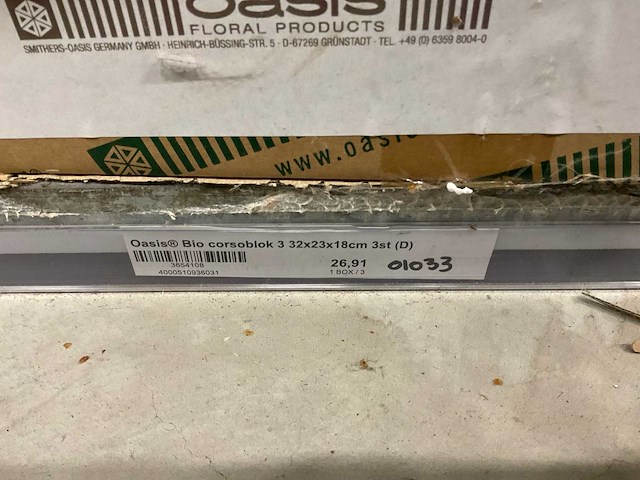 oasis
FLORAL PRODUCTS
SMITHERS-OASIS GERMANY GMBH · HEINRICH-BÜSSING-STR. 5 · D-67269 GRÜNSTADT · TEL. +49 (0) 6359 8004-0
www.oasis
Oasis® Bio corsoblok 3 32x23x18cm 3st (D)
3654108
4000510936031
26,91
1 BOX / 3
01033